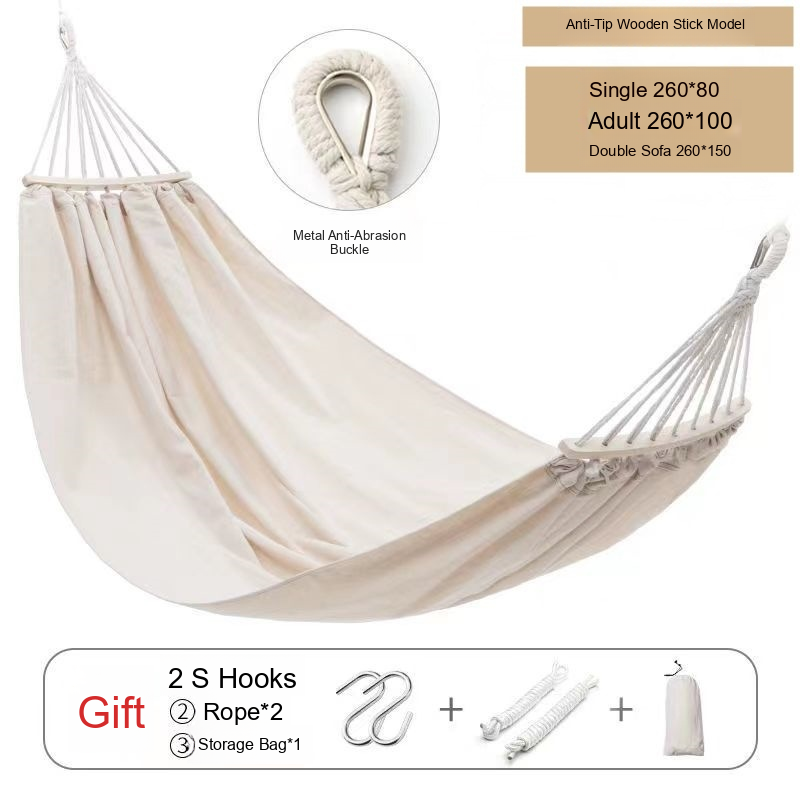 Anti-Tip Wooden Stick Model
Single 260*80
Adult 260*100
Double Sofa 260*150
Metal Anti-Abrasion
Buckle
Gift
2 S Hooks
② Rope*2
③ Storage Bag*1